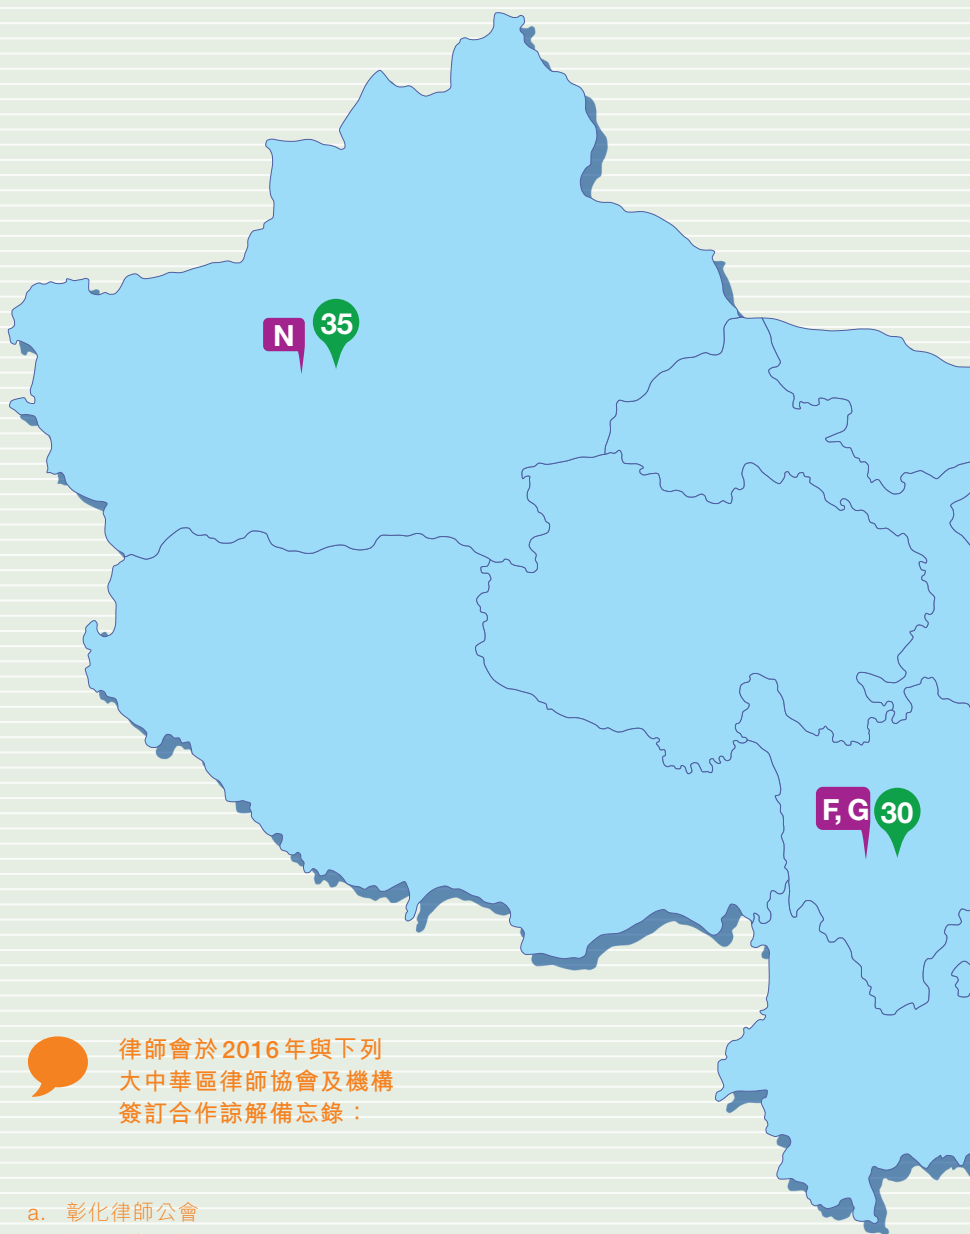 N
35
F, G
30
律師會於2016年與下列
大中華區律師協會及機構
簽訂合作諒解備忘錄：
a. 彰化律師公會